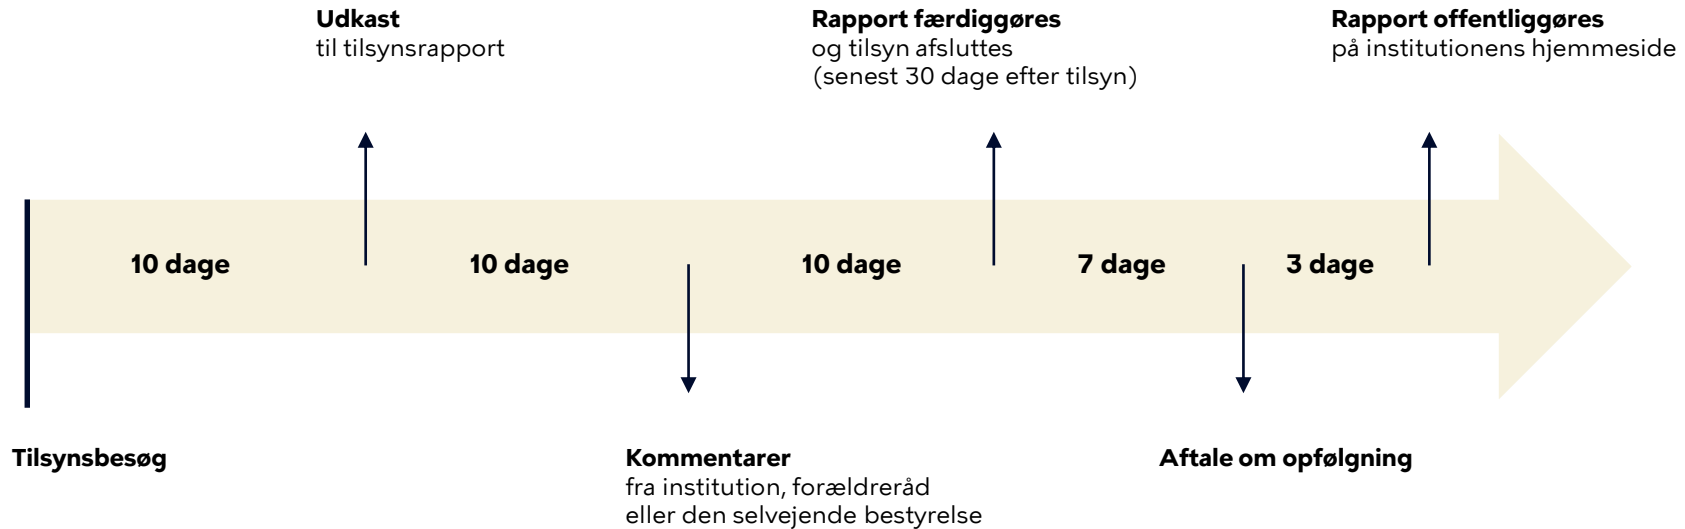 Udkast
til tilsynsrapport
Rapport færdiggøres
og tilsyn afsluttes
(senest 30 dage efter tilsyn)
Rapport offentliggøres
på institutionens hjemmeside
10 dage
10 dage
10 dage
7 dage
3 dage
Tilsynsbesøg
Kommentarer
fra institution, forældreråd
eller den selvejende bestyrelse
Aftale om opfølgning